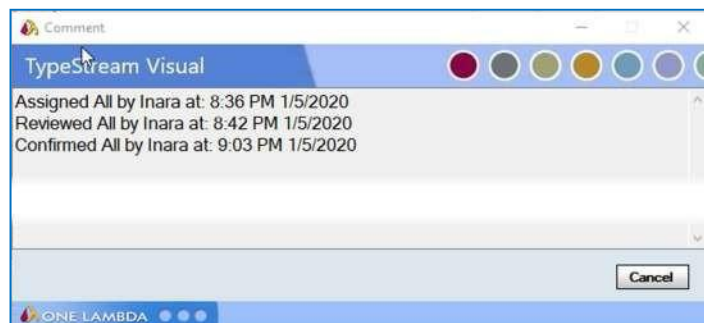 Comment
TypeStream Visual
Assigned All by Inara at: 8:36 PM 1/5/2020
Reviewed All by Inara at: 8:42 PM 1/5/2020
Confirmed All by Inara at: 9:03 PM 1/5/2020
Cancel
ONE LAMBDA